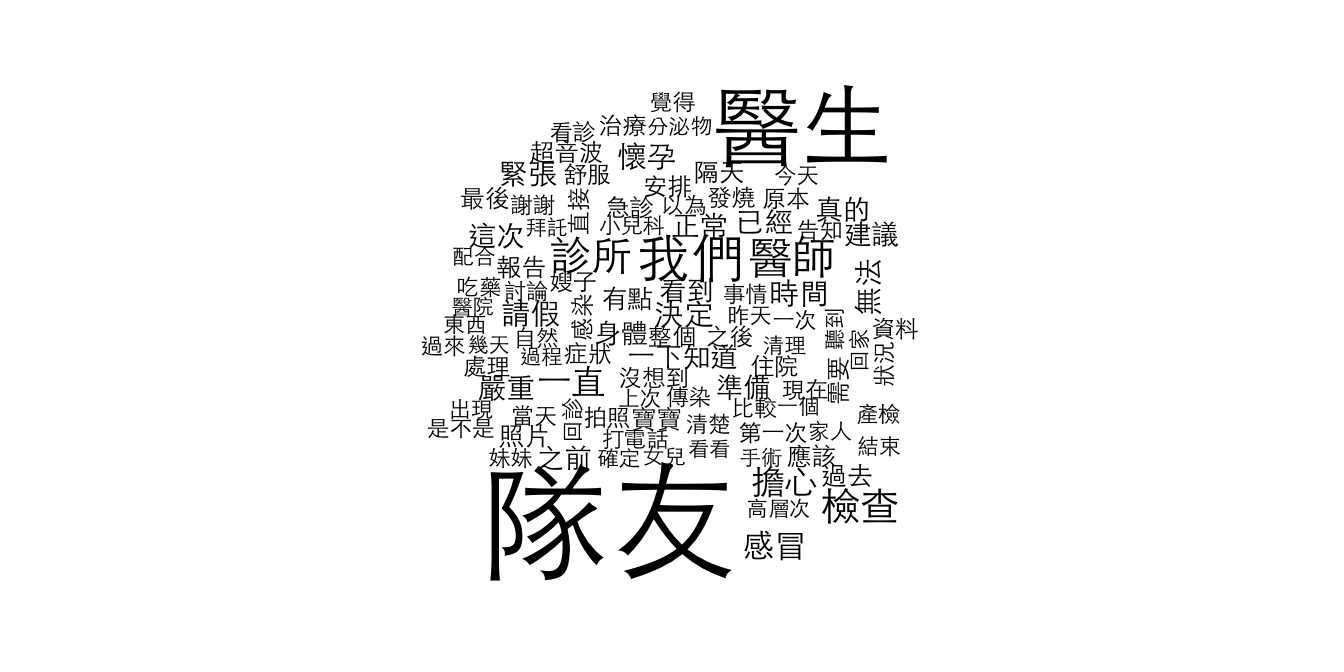 覺得
醫生
看診 治療 分泌物
超音波 懷孕
緊張 舒服 隔天 今天
安排
最後 謝謝 直接 急診 以為 發燒 原本 真的
拜託 小兒科 正常 已經 告知 建議
這次
配合 報告 診所 我們 醫師
吃藥 討論 嫂子 有點 看到 事情 時間 無法
醫院 請假 感染 決定 昨天 一次 聽到 資料
東西 自然 身體 整個 之後
過來 幾天 過程 症狀 一下 知道 清理 回家 狀況
處理 住院
嚴重 一直 沒想到 準備 現在 需要
上次 傳染
出現 當天 回診 拍照 寶寶 清楚 比較 一個 產檢
是不是 照片 打電話 第一次 家人
妹妹 之前 確定 女兒 看看 手術 應該 結束
隊友 擔心 過去
高層次 檢查
感冒